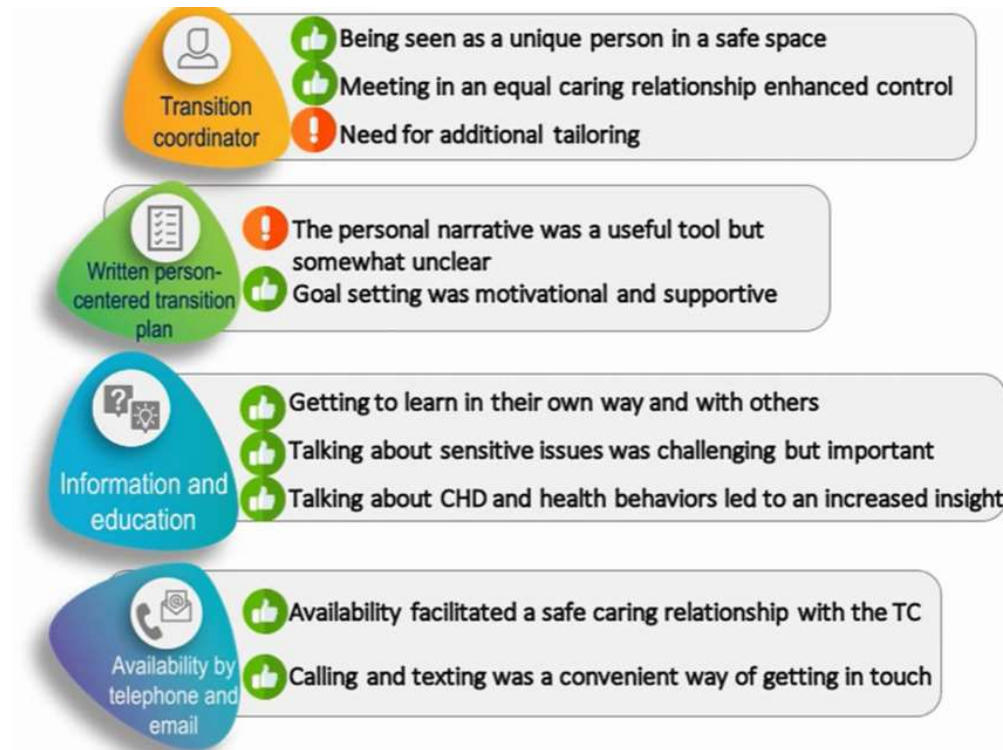 Transition
coordinator
Being seen as a unique person in a safe space
Meeting in an equal caring relationship enhanced control
! Need for additional tailoring
Written person-
centered transition
plan
! The personal narrative was a useful tool but
somewhat unclear
Goal setting was motivational and supportive
?
Information and
education
Getting to learn in their own way and with others
Talking about sensitive issues was challenging but important
Talking about CHD and health behaviors led to an increased insight
@
Availability by
telephone and
email
Availability facilitated a safe caring relationship with the TC
Calling and texting was a convenient way of getting in touch